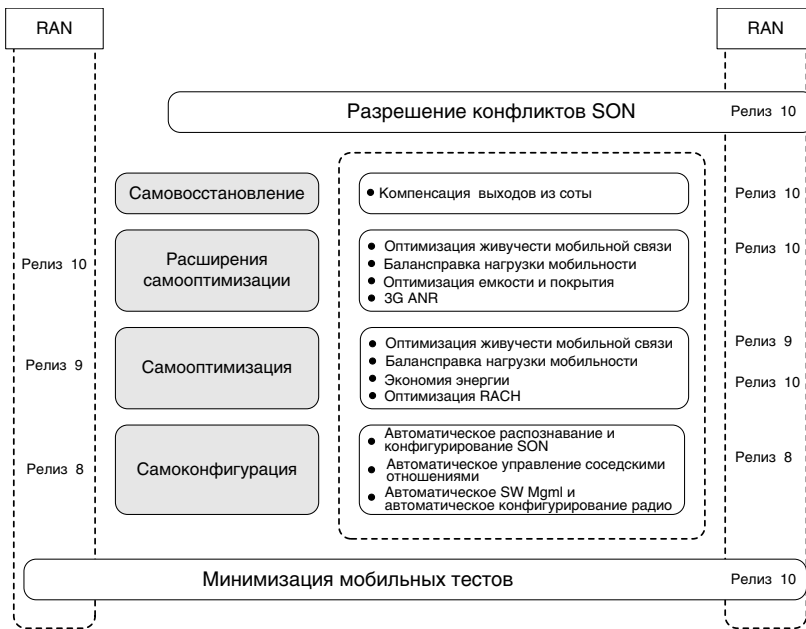 RAN
RAN
Разрешение конфликтов SON
Релиз 10
Самовосстановление
• Компенсация выходов из соты
Релиз 10
Релиз 10
Расширения
самооптимизации
• Оптимизация живучести мобильной связи
• Балансправка нагрузки мобильности
• Оптимизация емкости и покрытия
• 3G ANR
Релиз 10
Релиз 9
Самооптимизация
• Оптимизация живучести мобильной связи
• Балансправка нагрузки мобильности
• Экономия энергии
• Оптимизация RACH
Релиз 9
Релиз 10
Релиз 8
Самоконфигурация
• Автоматическое распознавание и
конфигурирование SON
• Автоматическое управление соседскими
отношениями
• Автоматическое SW Mgml и
автоматическое конфигурирование радио
Релиз 8
Минимизация мобильных тестов
Релиз 10